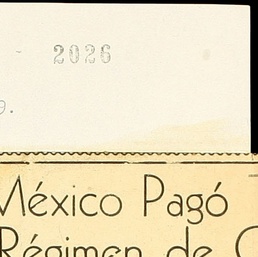 - 2026
9.
México Pagó
Régimen de C